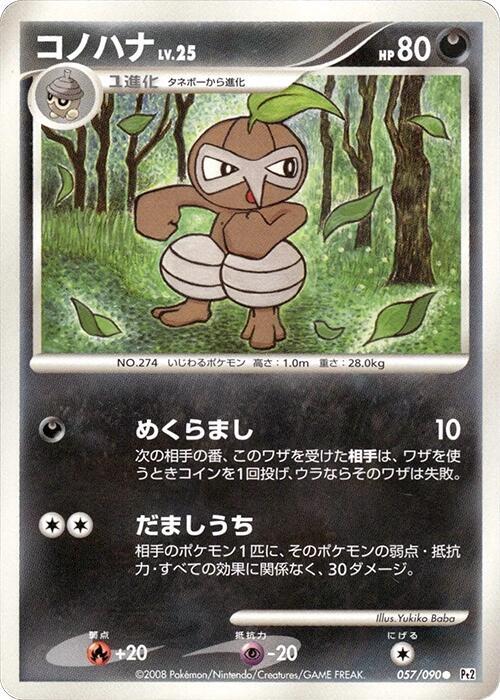 コノハナ LV.25 HP 80
1進化 タネボーから進化
NO.274 いじわるポケモン 高さ:1.0m 重さ:28.0kg
めくらまし 10
次の相手の番、このワザを受けた相手は、ワザを使
うときコインを1回投げ、ウラならそのワザは失敗。
だましうち
相手のポケモン1匹に、そのポケモンの弱点・抵抗
力・すべての効果に関係なく、30ダメージ。
Illus.Yukiko Baba
弱点 抵抗力 にげる
+20 -20
©2008 Pokémon/Nintendo/Creatures/GAME FREAK. 057/090 Pt2